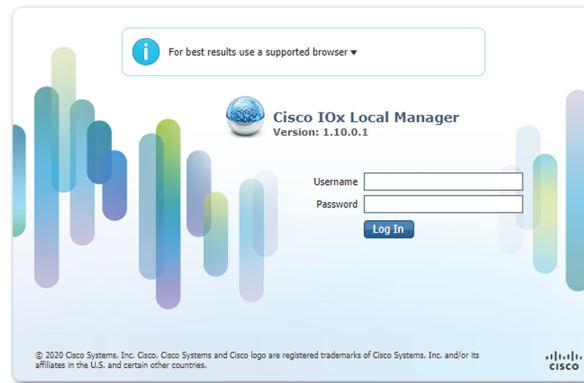 For best results use a supported browser ▼
Cisco IOx Local Manager
Version: 1.10.0.1
Username
Password
Log In
© 2020 Cisco Systems, Inc. Cisco, Cisco Systems and Cisco logo are registered trademarks of Cisco Systems, Inc. and/or its
affiliates in the U.S. and certain other countries.
CISCO